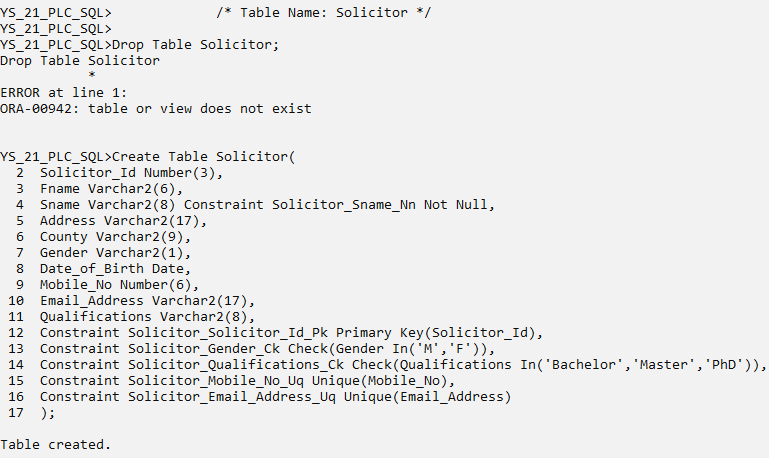 YS_21_PLC_SQL>             /* Table Name: Solicitor */
YS_21_PLC_SQL>
YS_21_PLC_SQL>Drop Table Solicitor;
Drop Table Solicitor
           *
ERROR at line 1:
ORA-00942: table or view does not exist
YS_21_PLC_SQL>Create Table Solicitor(
  2  Solicitor_Id Number(3),
  3  Fname Varchar2(6),
  4  Sname Varchar2(8) Constraint Solicitor_Sname_Nn Not Null,
  5  Address Varchar2(17),
  6  County Varchar2(9),
  7  Gender Varchar2(1),
  8  Date_of_Birth Date,
  9  Mobile_No Number(6),
 10  Email_Address Varchar2(17),
 11  Qualifications Varchar2(8),
 12  Constraint Solicitor_Solicitor_Id_Pk Primary Key(Solicitor_Id),
 13  Constraint Solicitor_Gender_Ck Check(Gender In('M','F')),
 14  Constraint Solicitor_Qualifications_Ck Check(Qualifications In('Bachelor','Master','PhD')),
 15  Constraint Solicitor_Mobile_No_Uq Unique(Mobile_No),
 16  Constraint Solicitor_Email_Address_Uq Unique(Email_Address)
 17  );
Table created.